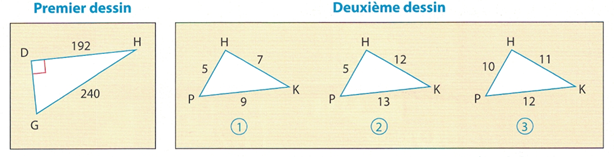 Premier dessin
Deuxième dessin
D 192 H
240
G
H
5 7
P K
9
1
H
5 12
P K
13
2
H
10 11
P K
12
3